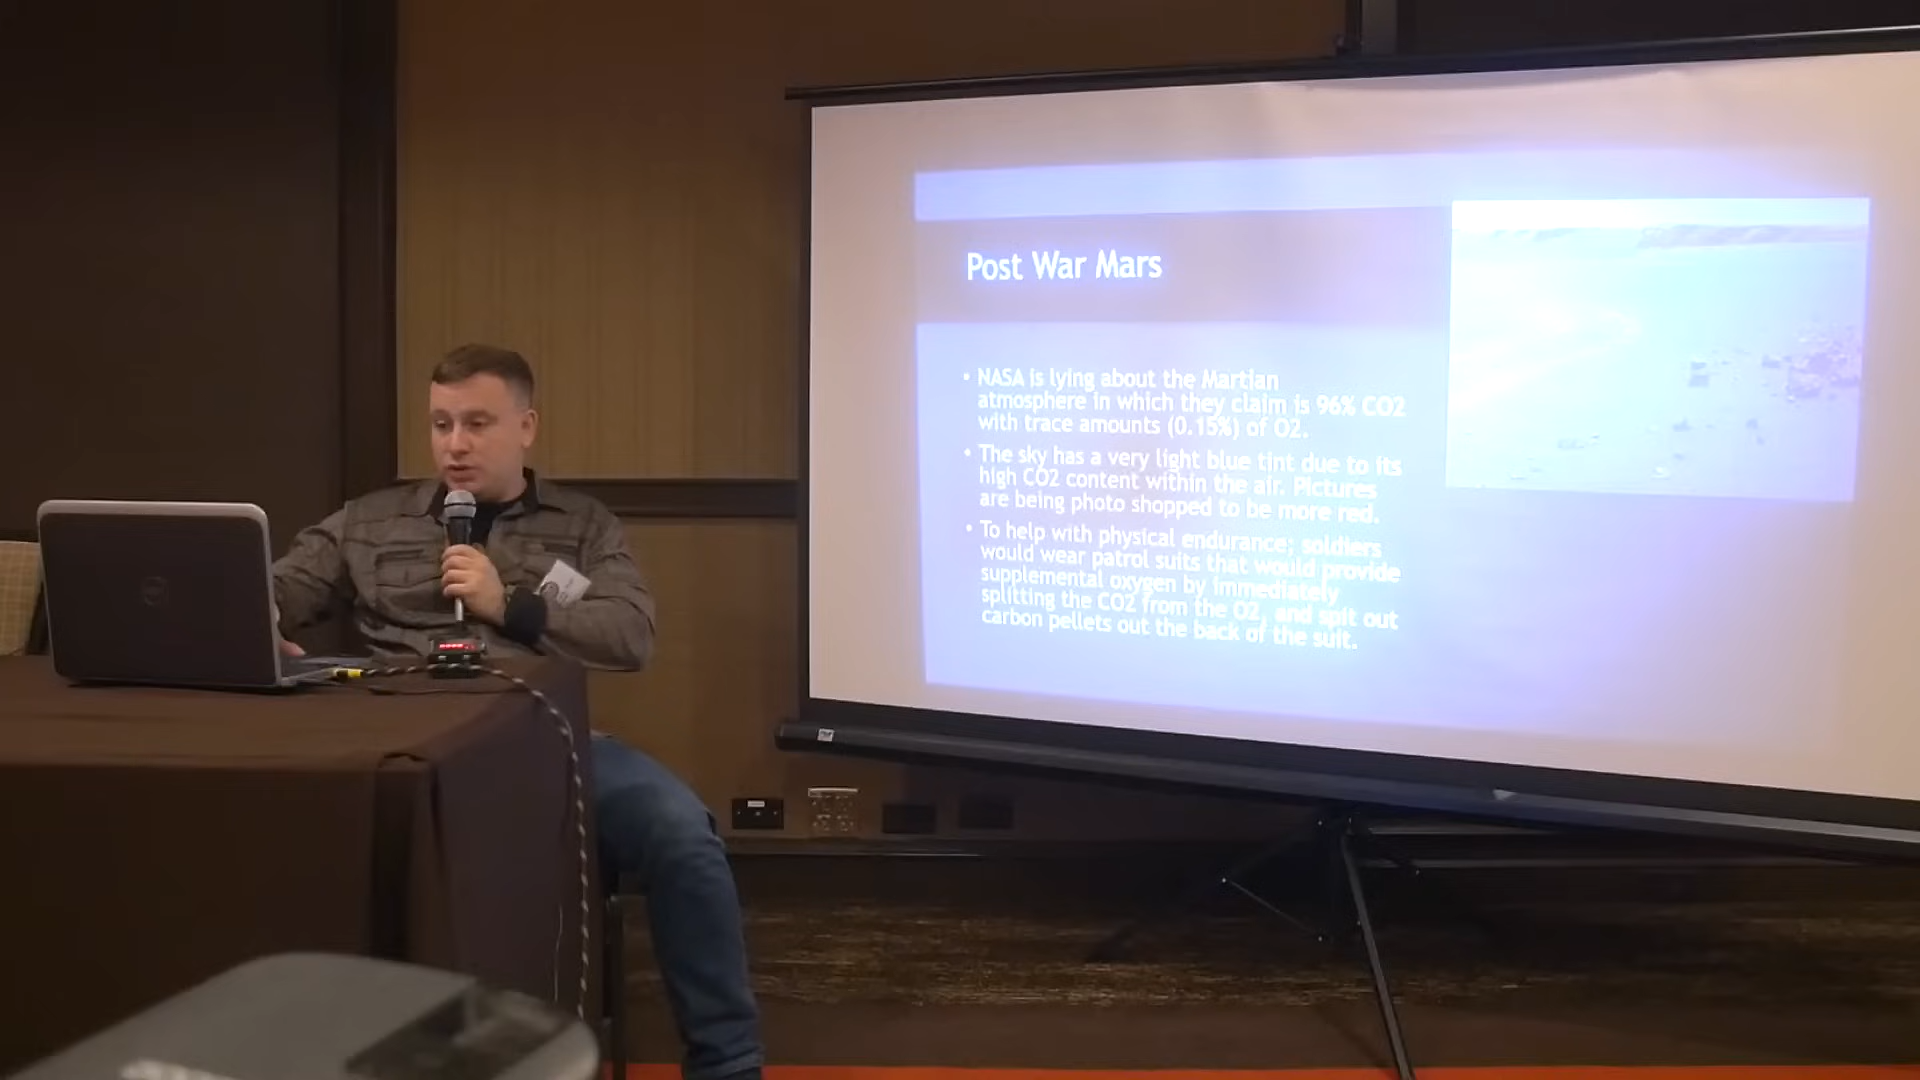 Post War Mars
• NASA is lying about the Martian
atmosphere in which they claim is 96% CO2
with trace amounts (0.15%) of O2.
• The sky has a very light blue tint due to its
high CO2 content within the air. Pictures
are being photo shopped to be more red.
• To help with physical endurance; soldiers
would wear patrol suits that would provide
supplemental oxygen by immediately
splitting the CO2 from the O2, and spit out
carbon pellets out the back of the suit.